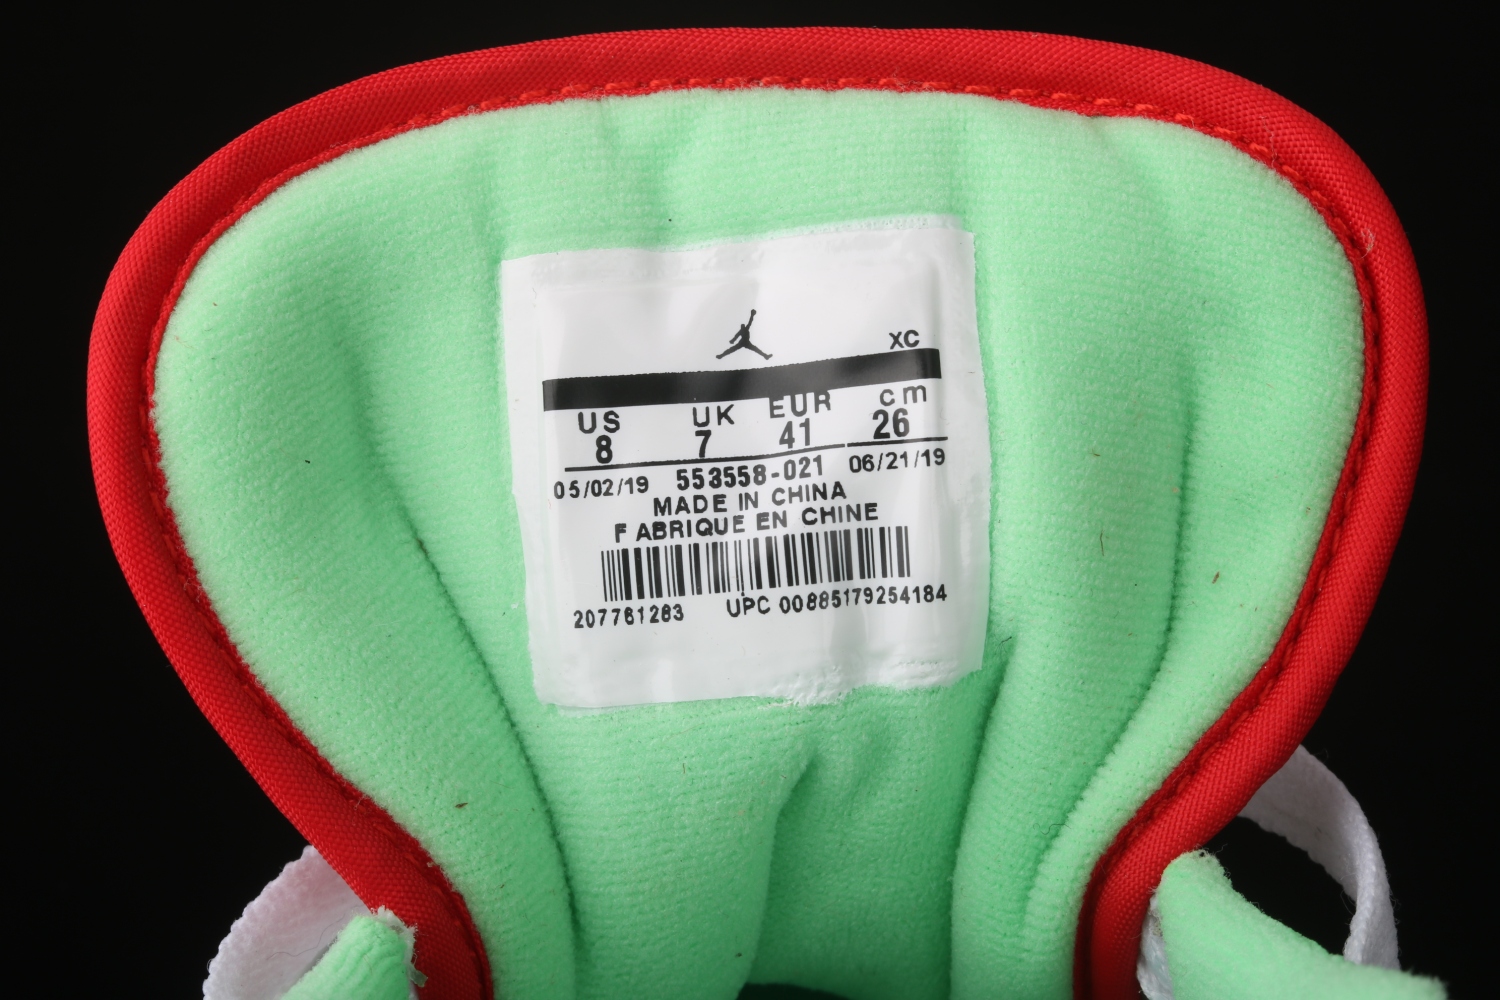 XC
US UK EUR cm
8 7 41 26
05/02/19 553558-021 06/21/19
MADE IN CHINA
FABRIQUE EN CHINE
207761283 UPC 00885179254184